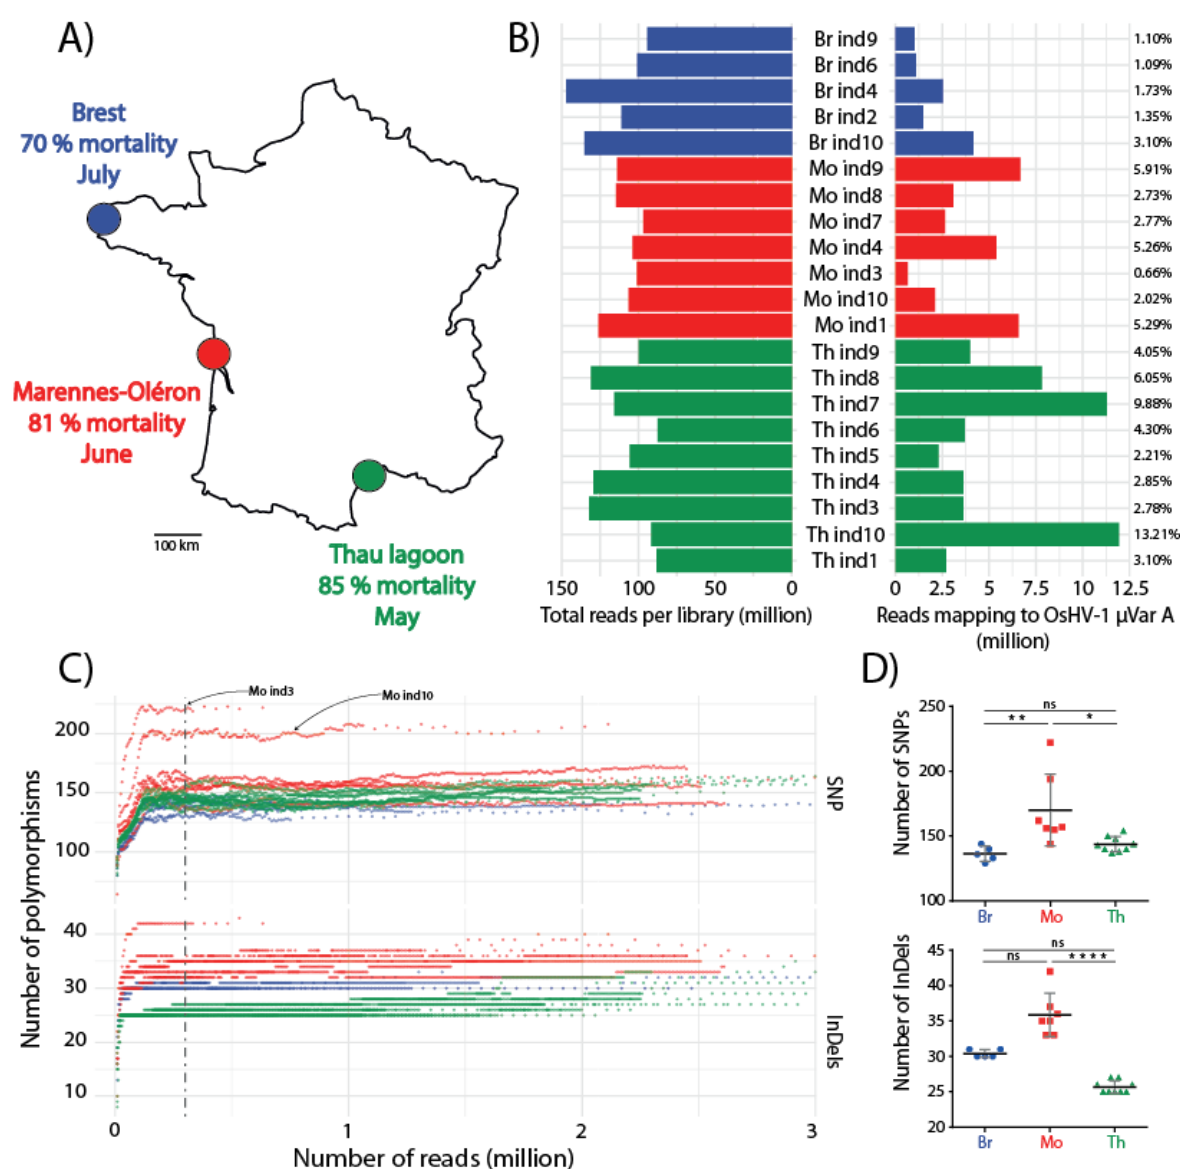 A)
Brest
70 % mortality
July
Marennes-Oléron
81 % mortality
June
100 km
Thau lagoon
85 % mortality
May
B)
Br ind9 1.10%
Br ind6 1.09%
Br ind4 1.73%
Br ind2 1.35%
Br ind10 3.10%
Mo ind9 5.91%
Mo ind8 2.73%
Mo ind7 2.77%
Mo ind4 5.26%
Mo ind3 0.66%
Mo ind10 2.02%
Mo ind1 5.29%
Th ind9 4.05%
Th ind8 6.05%
Th ind7 9.88%
Th ind6 4.30%
Th ind5 2.21%
Th ind4 2.85%
Th ind3 2.78%
Th ind10 13.21%
Th ind1 3.10%
150 100 50 0 0 2.5 5 7.5 10 12.5
Total reads per library (million) Reads mapping to OsHV-1 µVar A
(million)
C)
Mo ind3
Mo ind10
Number of polymorphisms
200
150
100
SNP
40
30
20
10
InDels
0 1 2 3
Number of reads (million)
D)
Number of SNPs
250
200
150
100
ns
* * *
Br Mo Th
Number of InDels
45
40
35
30
25
20
ns
ns * * * *
Br Mo Th